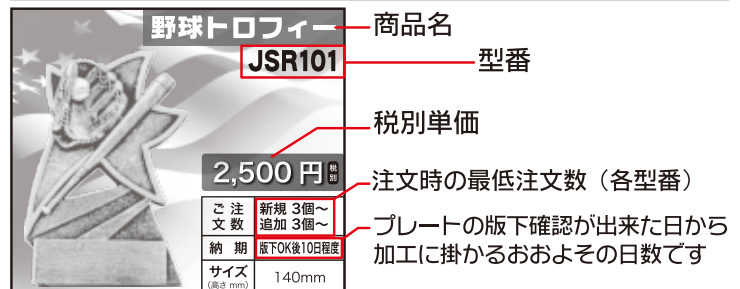 野球トロフィー
商品名
JSR101
型番
税別単価
2,500 円 税別
注文時の最低注文数（各型番）
ご注文数
新規 3個～
追加 3個～
納 期
版下OK後10日程度
プレートの版下確認が出来た日から
加工に掛かるおおよその日数です
サイズ
(高さ mm)
140mm